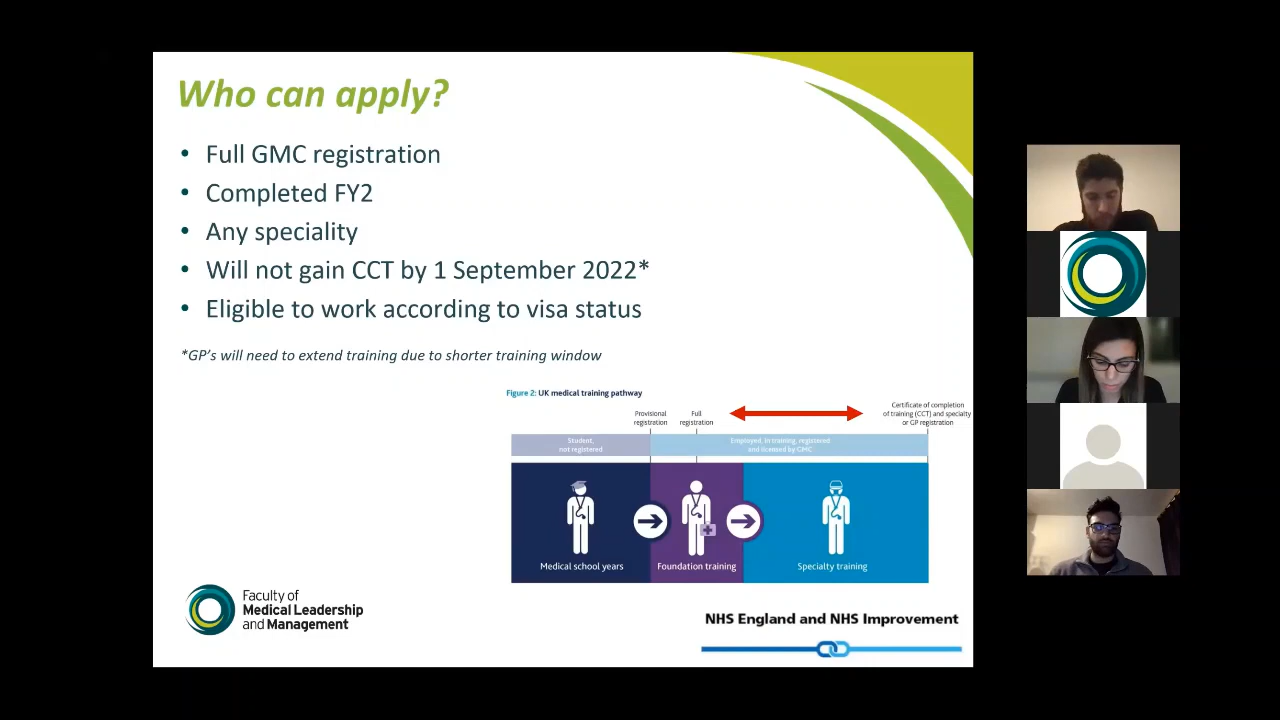 Who can apply?
• Full GMC registration
• Completed FY2
• Any speciality
• Will not gain CCT by 1 September 2022*
• Eligible to work according to visa status
*GP's will need to extend training due to shorter training window
Figure 2: UK medical training pathway
Provisional
registration
Full
registration
Certificate of completion
of training (CCT) and specialty
or GP registration
Student,
not registered
Employed, in training, registered
and licensed by GMC
Medical school years
Foundation training
Specialty training
Faculty of
Medical Leadership
and Management
NHS England and NHS Improvement